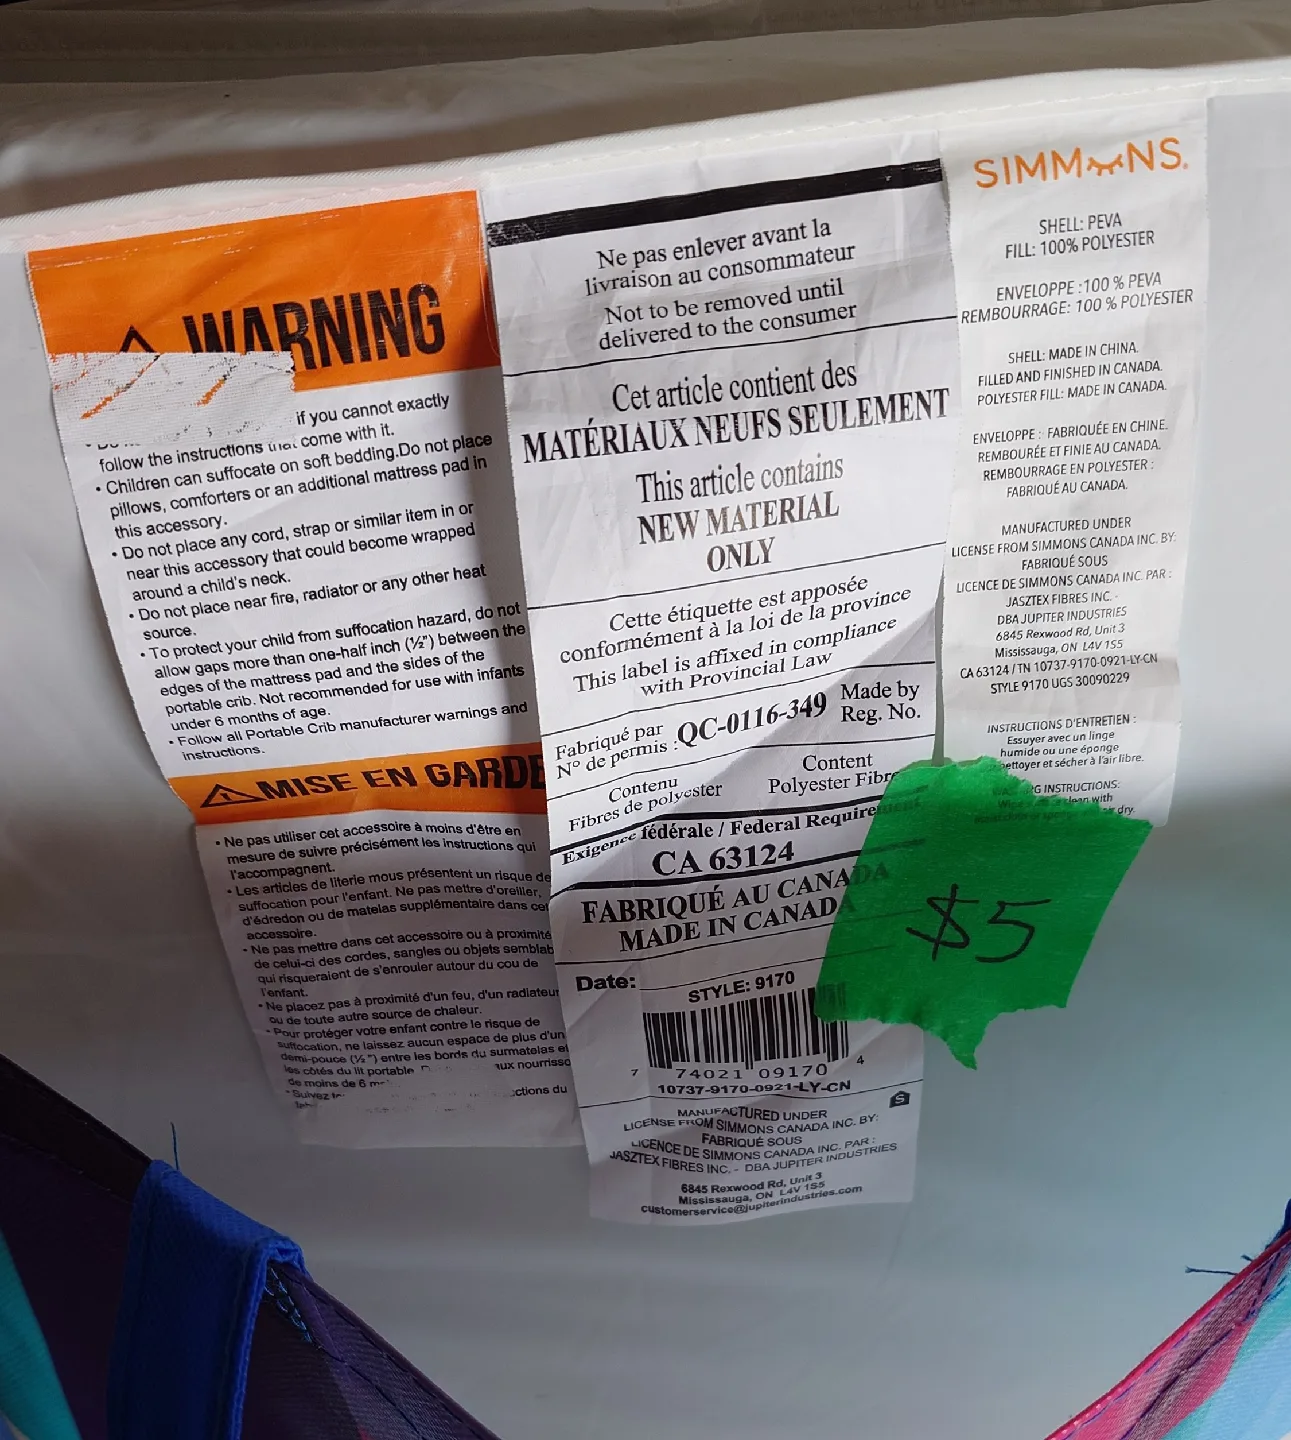 WARNING
if you cannot exactly
follow the instructions that come with it.
• Children can suffocate on soft bedding.Do not place
pillows, comforters or an additional mattress pad in
this accessory.
• Do not place any cord, strap or similar item in or
near this accessory that could become wrapped
around a child's neck.
• Do not place near fire, radiator or any other heat
source.
• To protect your child from suffocation hazard, do not
allow gaps more than one-half inch (½") between the
edges of the mattress pad and the sides of the
portable crib. Not recommended for use with infants
under 6 months of age.
• Follow all Portable Crib manufacturer warnings and
instructions.
MISE EN GARDE
• Ne pas utiliser cet accessoire à moins d'être en
mesure de suivre précisément les instructions qui
l'accompagnent.
• Les articles de literie mous présentent un risque de
suffocation pour l'enfant. Ne pas mettre d'oreiller,
d'édredon ou de matelas supplémentaire dans cet
accessoire.
• Ne pas mettre dans cet accessoire ou à proximité
de celui-ci des cordes, sangles ou objets semblab
qui risqueraient de s'enrouler autour du cou de
l'enfant.
• Ne placez pas à proximité d'un feu, d'un radiateur
ou de toute autre source de chaleur.
• Pour protéger votre enfant contre le risque de
suffocation, ne laissez aucun espace de plus d'un
demi-pouce (½ ") entre les bords du surmatelas et
les côtés du lit portable
aux nourrisso
de moins de 6
• Suivez
ctions du
Ne pas enlever avant la
livraison au consommateur
Not to be removed until
delivered to the consumer
Cet article contient des
MATÉRIAUX NEUFS SEULEMENT
This article contains
NEW MATERIAL
ONLY
Cette étiquette est apposée
conformément à la loi de la province
This label is affixed in compliance
with Provincial Law
Fabriqué par
N° de permis :
QC-0116-349
Made by
Reg. No.
Contenu
Fibres de polyester
Content
Polyester Fibr
Exigence fédérale / Federal Requirement
CA 63124
FABRIQUÉ AU CANADA
MADE IN CANADA
Date:
STYLE: 9170
7 74021 09170 4
10737-9170-0921-LY-CN
S
MANUFACTURED UNDER
LICENSE FROM SIMMONS CANADA INC. BY:
FABRIQUÉ SOUS
LICENCE DE SIMMONS CANADA INC. PAR :
JASZTEX FIBRES INC. - DBA JUPITER INDUSTRIES
6845 Rexwood Rd, Unit 3
Mississauga, ON L4V 1S5
customerservice@jupiterindustries.com
SIMMONS®
SHELL: PEVA
FILL: 100% POLYESTER
ENVELOPPE :100 % PEVA
REMBOURRAGE: 100 % POLYESTER
SHELL: MADE IN CHINA.
FILLED AND FINISHED IN CANADA.
POLYESTER FILL: MADE IN CANADA.
ENVELOPPE : FABRIQUÉE EN CHINE.
REMBOURÉE ET FINIE AU CANADA.
REMBOURRAGE EN POLYESTER :
FABRIQUÉ AU CANADA.
MANUFACTURED UNDER
LICENSE FROM SIMMONS CANADA INC. BY:
FABRIQUÉ SOUS
LICENCE DE SIMMONS CANADA INC. PAR :
JASZTEX FIBRES INC. -
DBA JUPITER INDUSTRIES
6845 Rexwood Rd, Unit 3
Mississauga, ON L4V 1S5
CA 63124 / TN 10737-9170-0921-LY-CN
STYLE 9170 UGS 30090229
INSTRUCTIONS D'ENTRETIEN :
Essuyer avec un linge
humide ou une éponge
ettoyer et sécher à l'air libre.
INSTRUCTIONS:
clean with
dry.
$5